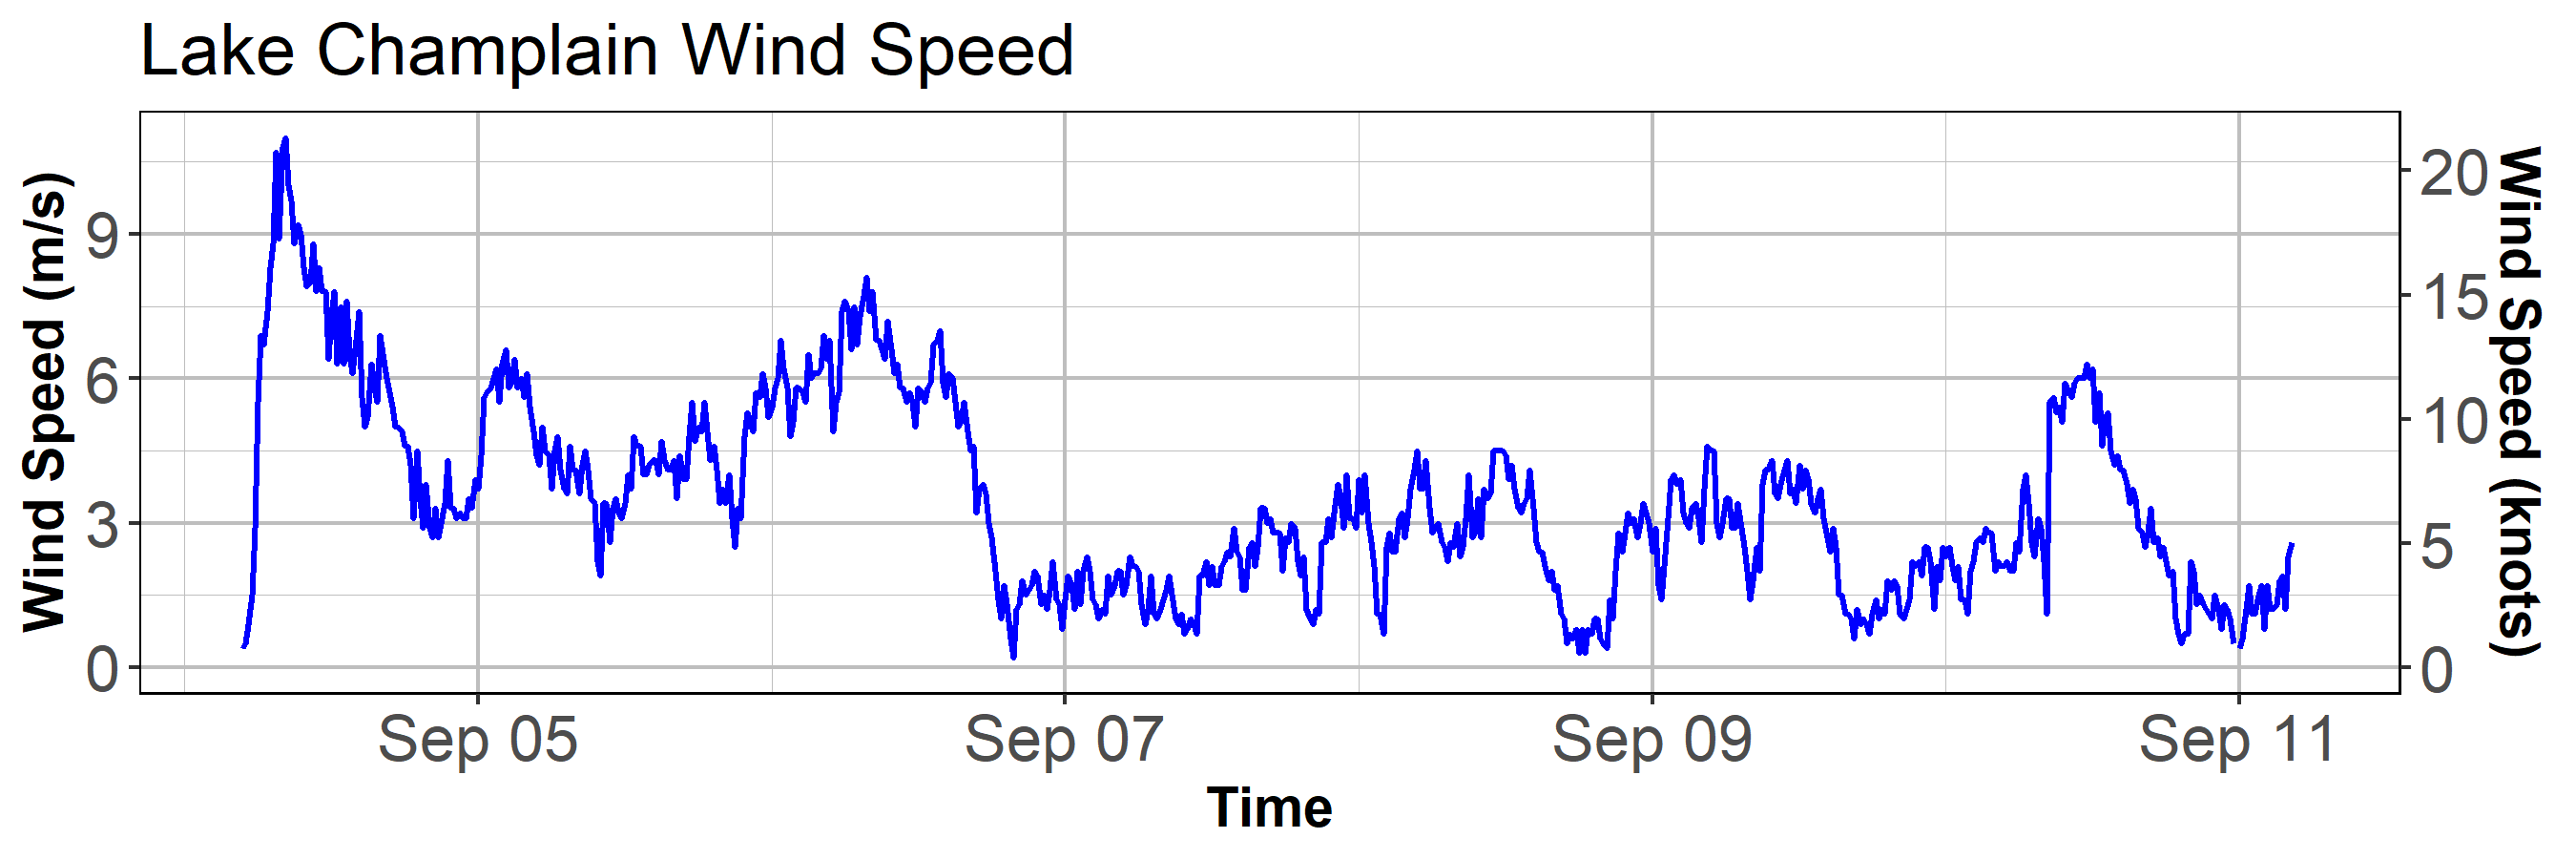 Lake Champlain Wind Speed
Wind Speed (m/s)
9
6
3
0
20
15
10
5
0
Wind Speed (knots)
Sep 05
Sep 07
Sep 09
Sep 11
Time